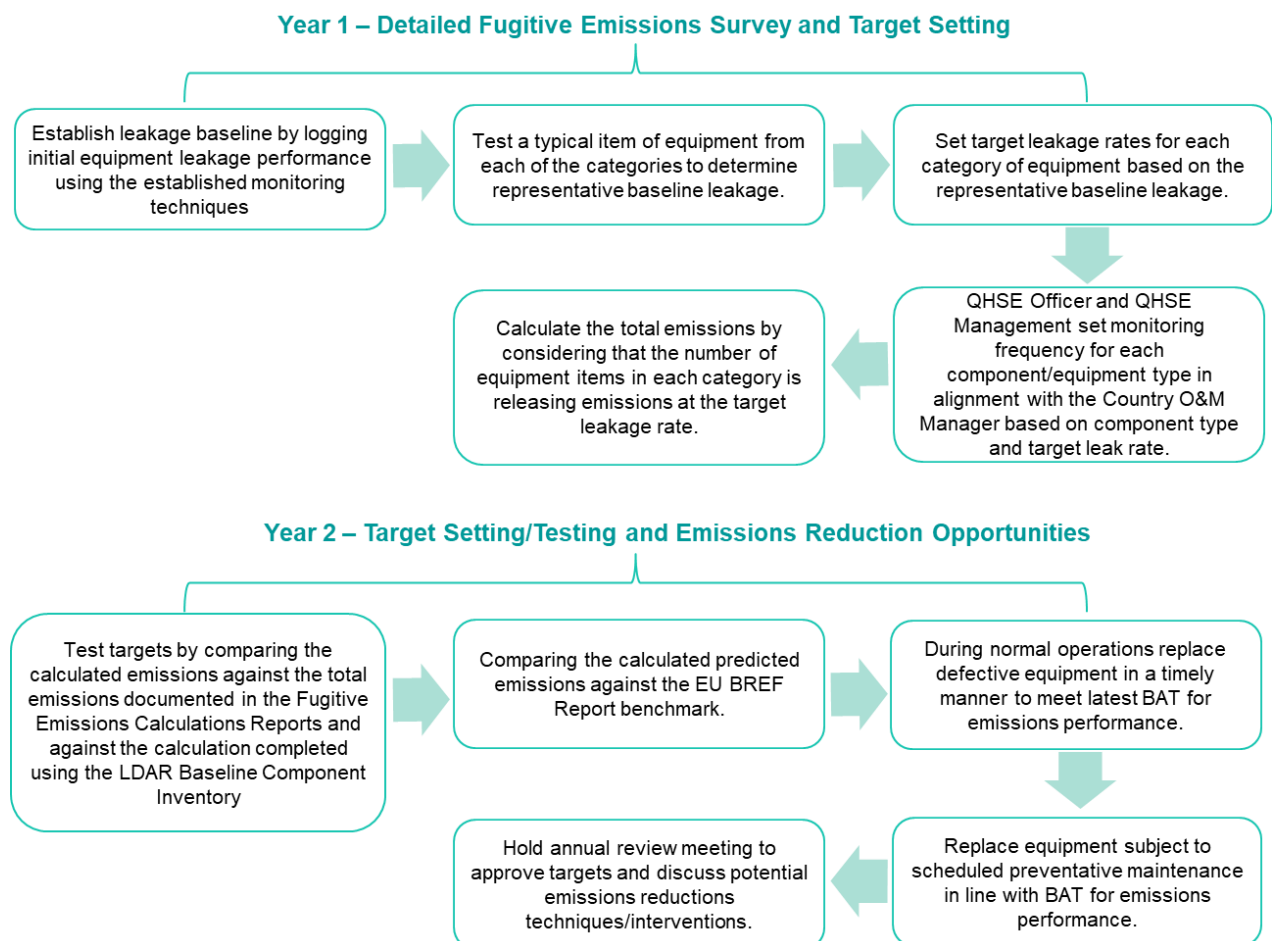 Year 1 – Detailed Fugitive Emissions Survey and Target Setting
Establish leakage baseline by logging
initial equipment leakage performance
using the established monitoring
techniques
Test a typical item of equipment from
each of the categories to determine
representative baseline leakage.
Set target leakage rates for each
category of equipment based on the
representative baseline leakage.
QHSE Officer and QHSE
Management set monitoring
frequency for each
component/equipment type in
alignment with the Country O&M
Manager based on component type
and target leak rate.
Calculate the total emissions by
considering that the number of
equipment items in each category is
releasing emissions at the target
leakage rate.
Year 2 – Target Setting/Testing and Emissions Reduction Opportunities
Test targets by comparing the
calculated emissions against the total
emissions documented in the Fugitive
Emissions Calculations Reports and
against the calculation completed
using the LDAR Baseline Component
Inventory
Comparing the calculated predicted
emissions against the EU BREF
Report benchmark.
During normal operations replace
defective equipment in a timely
manner to meet latest BAT for
emissions performance.
Replace equipment subject to
scheduled preventative maintenance
in line with BAT for emissions
performance.
Hold annual review meeting to
approve targets and discuss potential
emissions reductions
techniques/interventions.